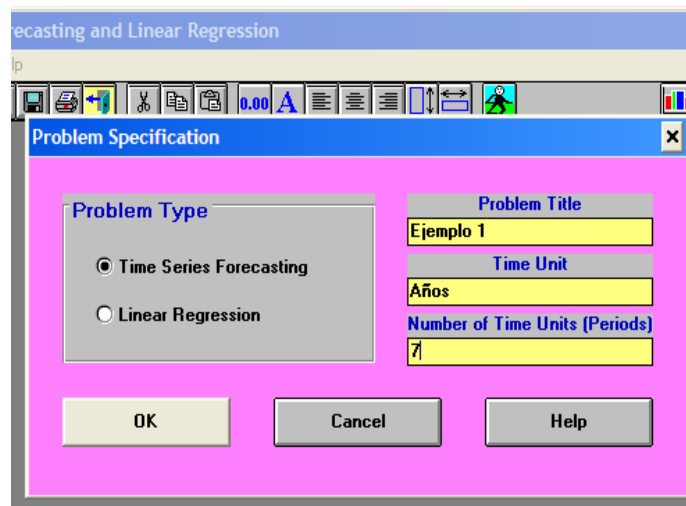 ecasting and Linear Regression
lp
0.00 A
Problem Specification
Problem Type
Time Series Forecasting
Linear Regression
Problem Title
Ejemplo 1
Time Unit
Años
Number of Time Units (Periods)
7
OK Cancel Help